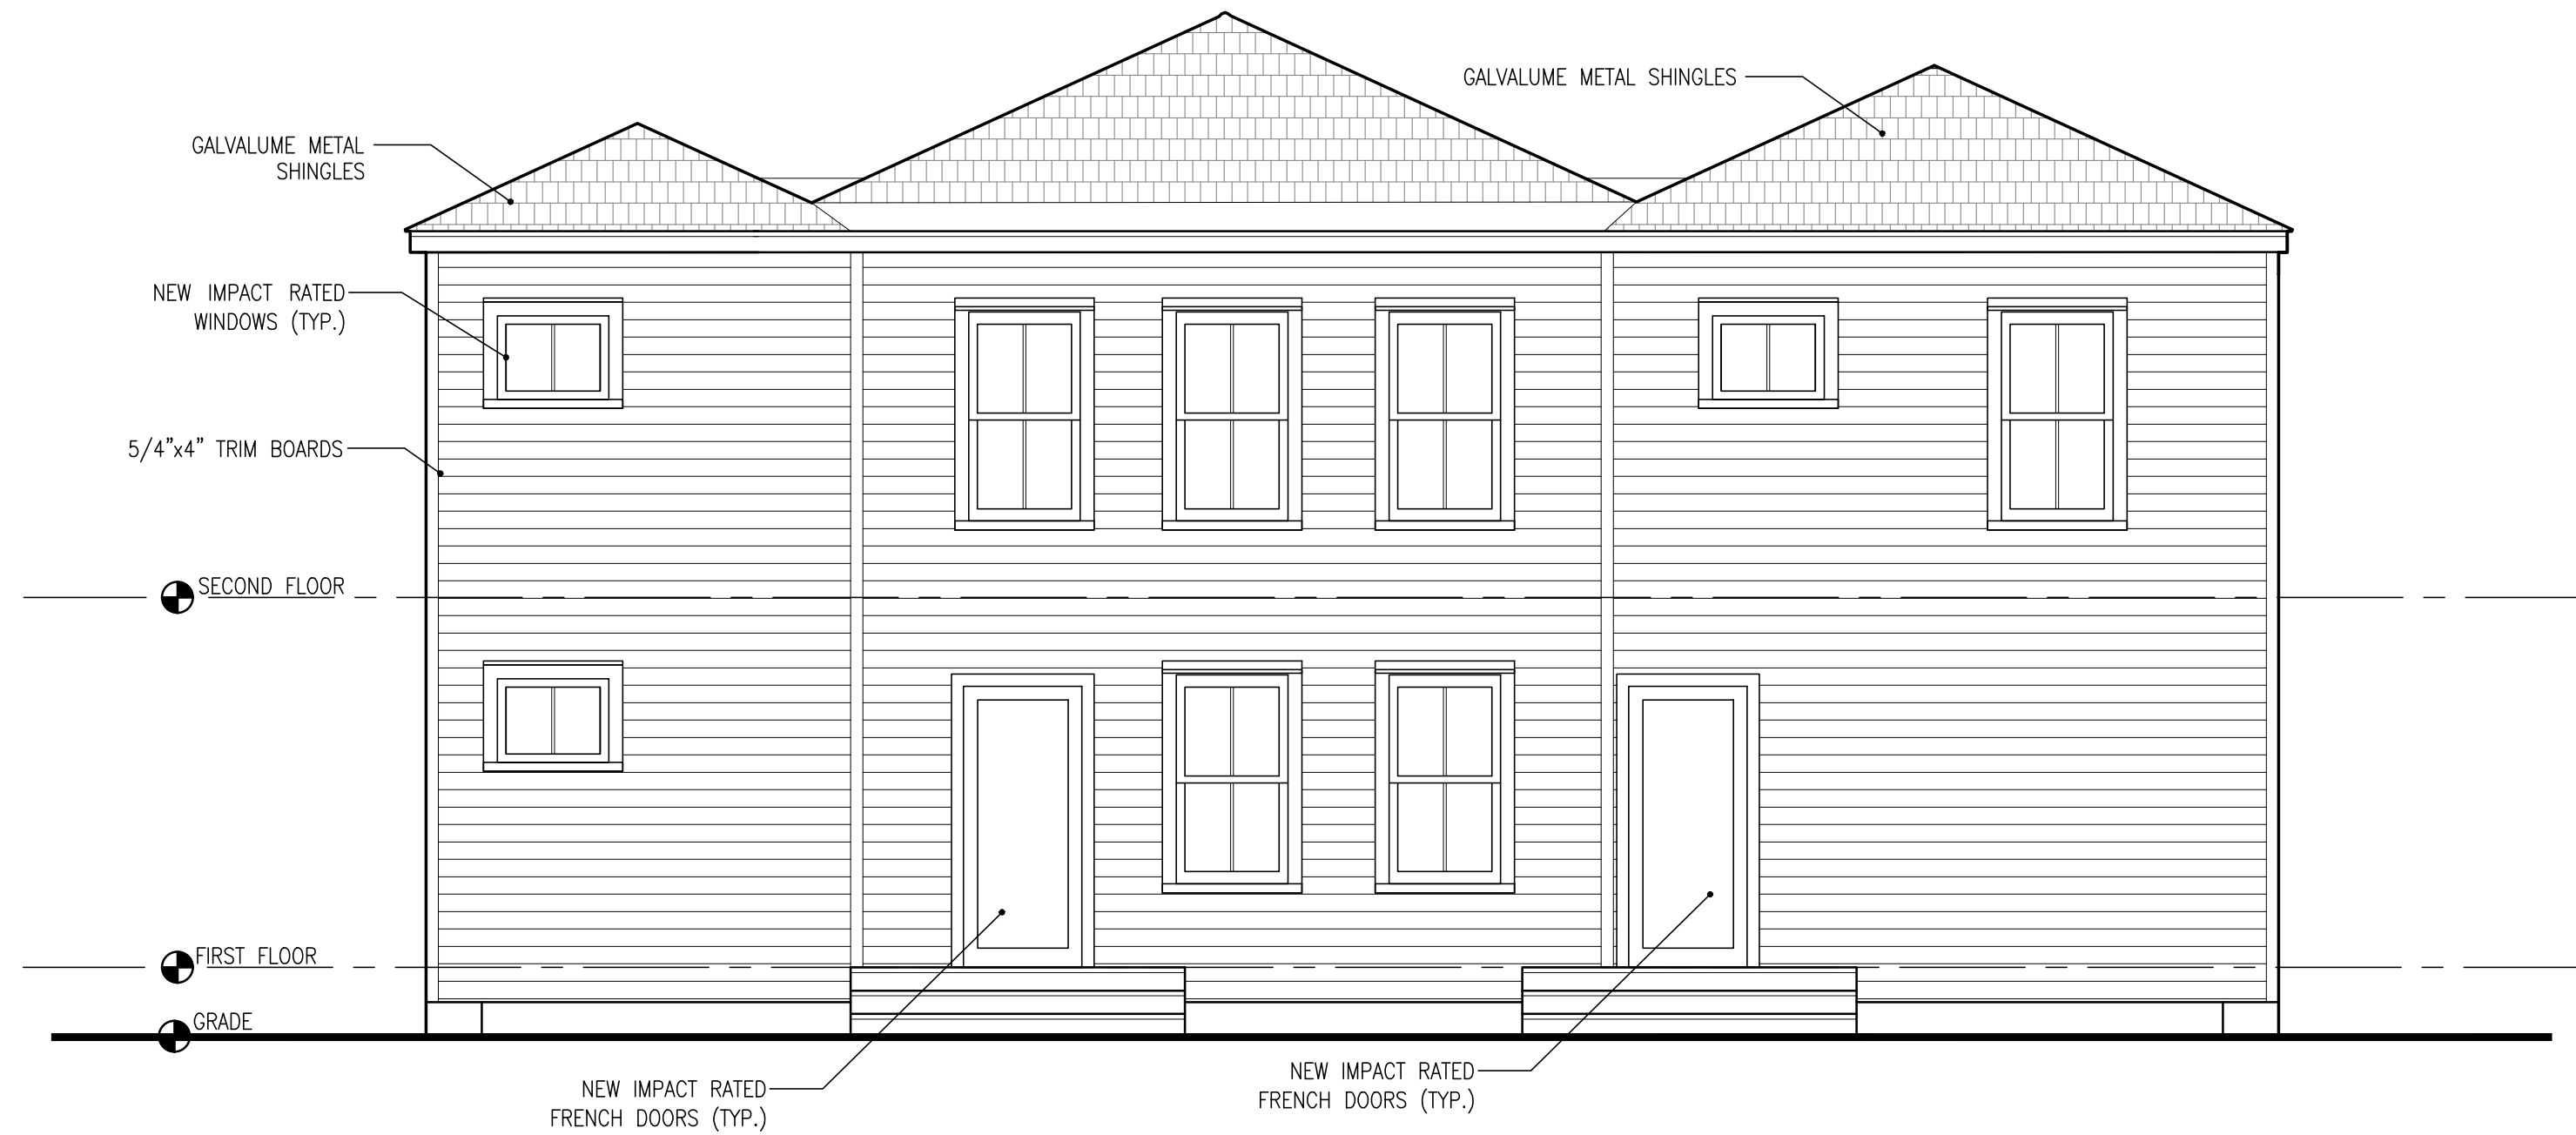 GALVALUME METAL SHINGLES
GALVALUME METAL
SHINGLES
NEW IMPACT RATED
WINDOWS (TYP.)
5/4"x4" TRIM BOARDS
SECOND FLOOR
FIRST FLOOR
GRADE
NEW IMPACT RATED
FRENCH DOORS (TYP.)
NEW IMPACT RATED
FRENCH DOORS (TYP.)